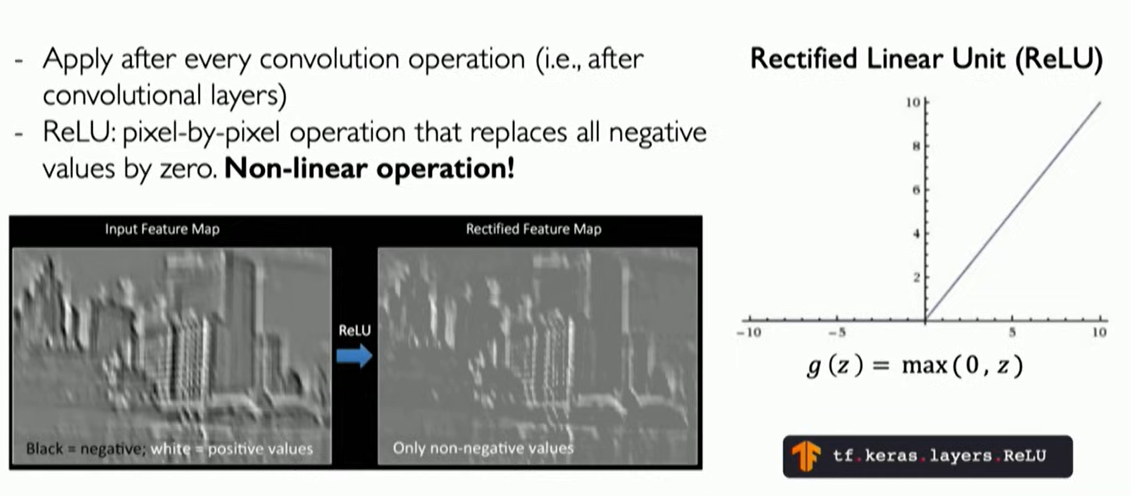 - Apply after every convolution operation (i.e., after
convolutional layers)
- ReLU: pixel-by-pixel operation that replaces all negative
values by zero. Non-linear operation!
Input Feature Map
Rectified Feature Map
ReLU
Black = negative; white = positive values
Only non-negative values
Rectified Linear Unit (ReLU)
10
8
6
4
2
-10 -5 5 10
g(z) = max(0, z)
tf.keras.layers.ReLU